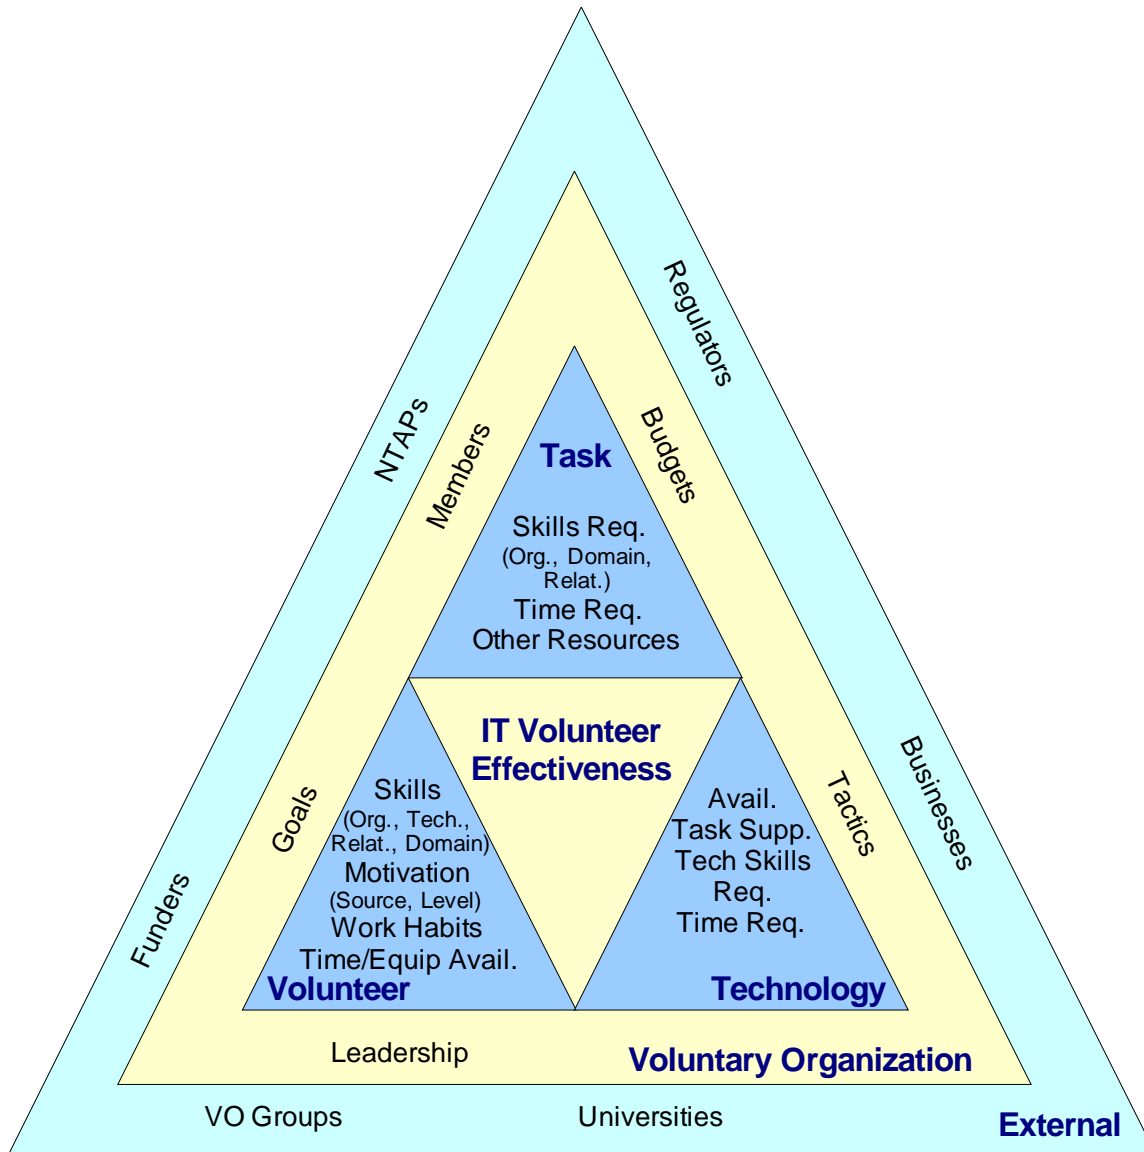 Regulators
NTAPs
Members
Budgets
Task
Skills Req.
(Org., Domain,
Relat.)
Time Req.
Other Resources
IT Volunteer
Effectiveness
Goals
Skills
(Org., Tech.,
Relat., Domain)
Motivation
(Source, Level)
Work Habits
Time/Equip Avail.
Volunteer
Avail.
Task Supp.
Tech Skills
Req.
Time Req.
Technology
Tactics
Businesses
Funders
Leadership
Voluntary Organization
VO Groups
Universities
External